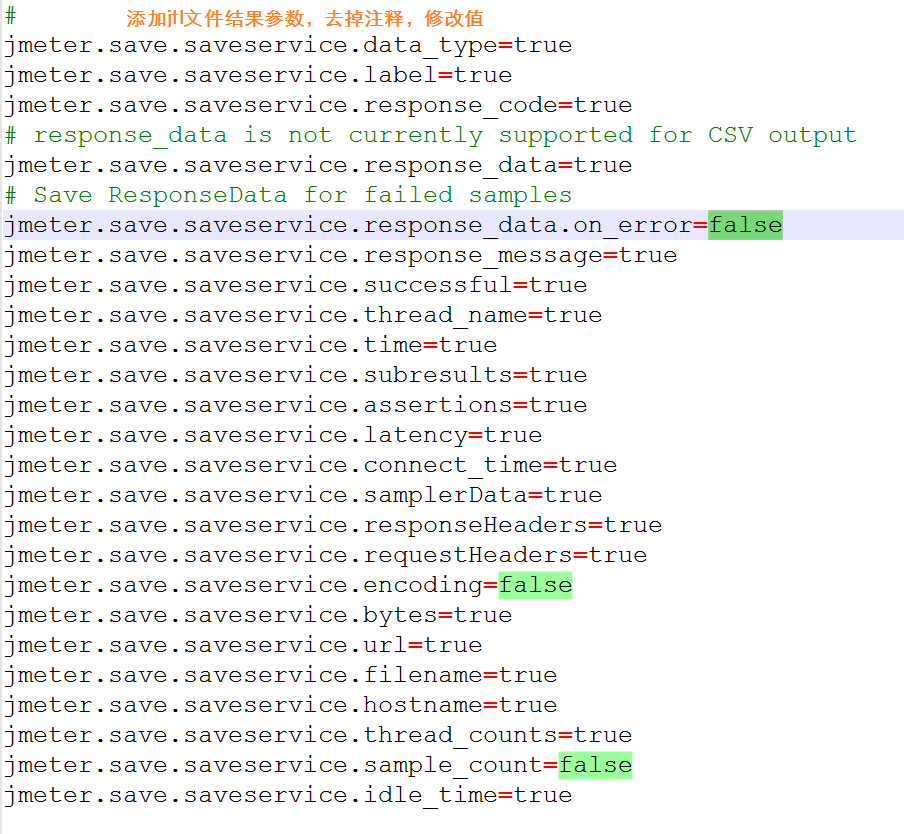 # 添加jtl文件结果参数，去掉注释，修改值
jmeter.save.saveservice.data_type=true
jmeter.save.saveservice.label=true
jmeter.save.saveservice.response_code=true
# response_data is not currently supported for CSV output
jmeter.save.saveservice.response_data=true
# Save ResponseData for failed samples
jmeter.save.saveservice.response_data.on_error=false
jmeter.save.saveservice.response_message=true
jmeter.save.saveservice.successful=true
jmeter.save.saveservice.thread_name=true
jmeter.save.saveservice.time=true
jmeter.save.saveservice.subresults=true
jmeter.save.saveservice.assertions=true
jmeter.save.saveservice.latency=true
jmeter.save.saveservice.connect_time=true
jmeter.save.saveservice.samplerData=true
jmeter.save.saveservice.responseHeaders=true
jmeter.save.saveservice.requestHeaders=true
jmeter.save.saveservice.encoding=false
jmeter.save.saveservice.bytes=true
jmeter.save.saveservice.url=true
jmeter.save.saveservice.filename=true
jmeter.save.saveservice.hostname=true
jmeter.save.saveservice.thread_counts=true
jmeter.save.saveservice.sample_count=false
jmeter.save.saveservice.idle_time=true